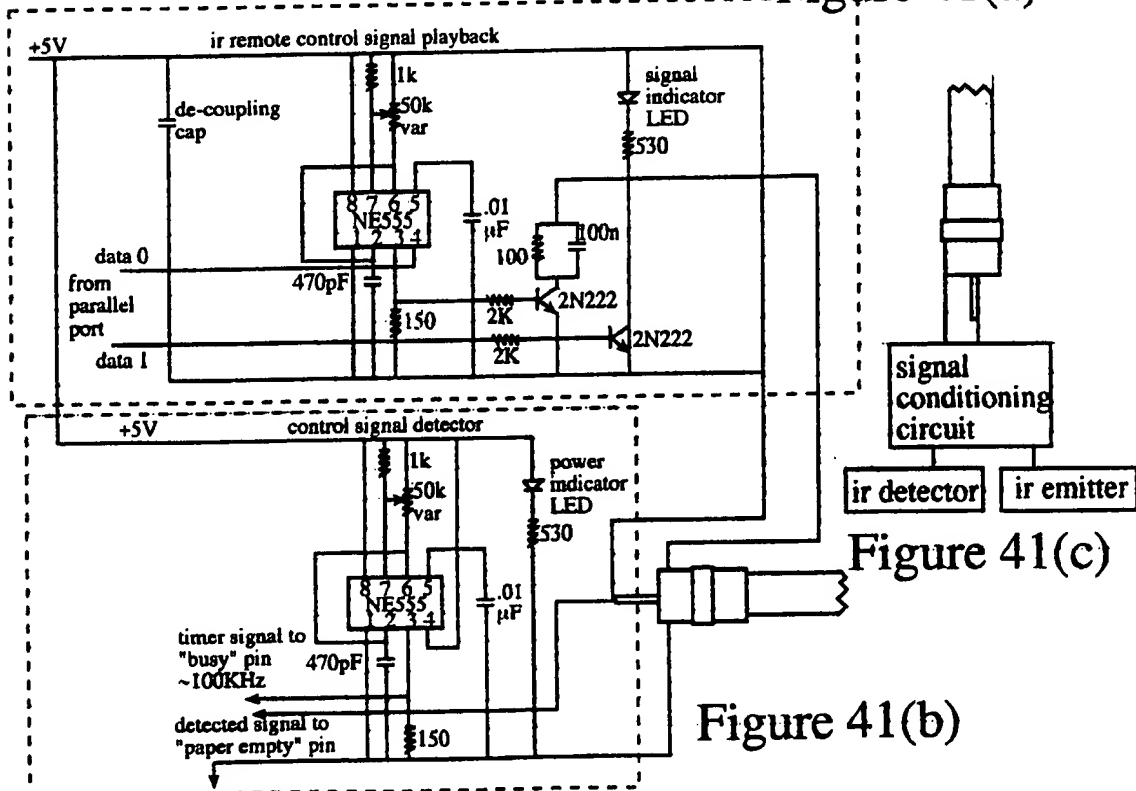 +5V
ir remote control signal playback
1k
50k
var
de-coupling
cap
signal
indicator
LED
530
8 7 6 5
NE555
1 2 3 4
.01
µF
100n
100
data 0
from
parallel
port
470pF
2N222
150
2K
2N222
2K
data 1
signal
conditioning
circuit
ir detector
ir emitter
Figure 41(c)
+5V
control signal detector
1k
50k
var
power
indicator
LED
530
8 7 6 5
NE555
1 2 3 4
.01
µF
timer signal to
"busy" pin
~100KHz
470pF
detected signal to
"paper empty" pin
150
Figure 41(b)